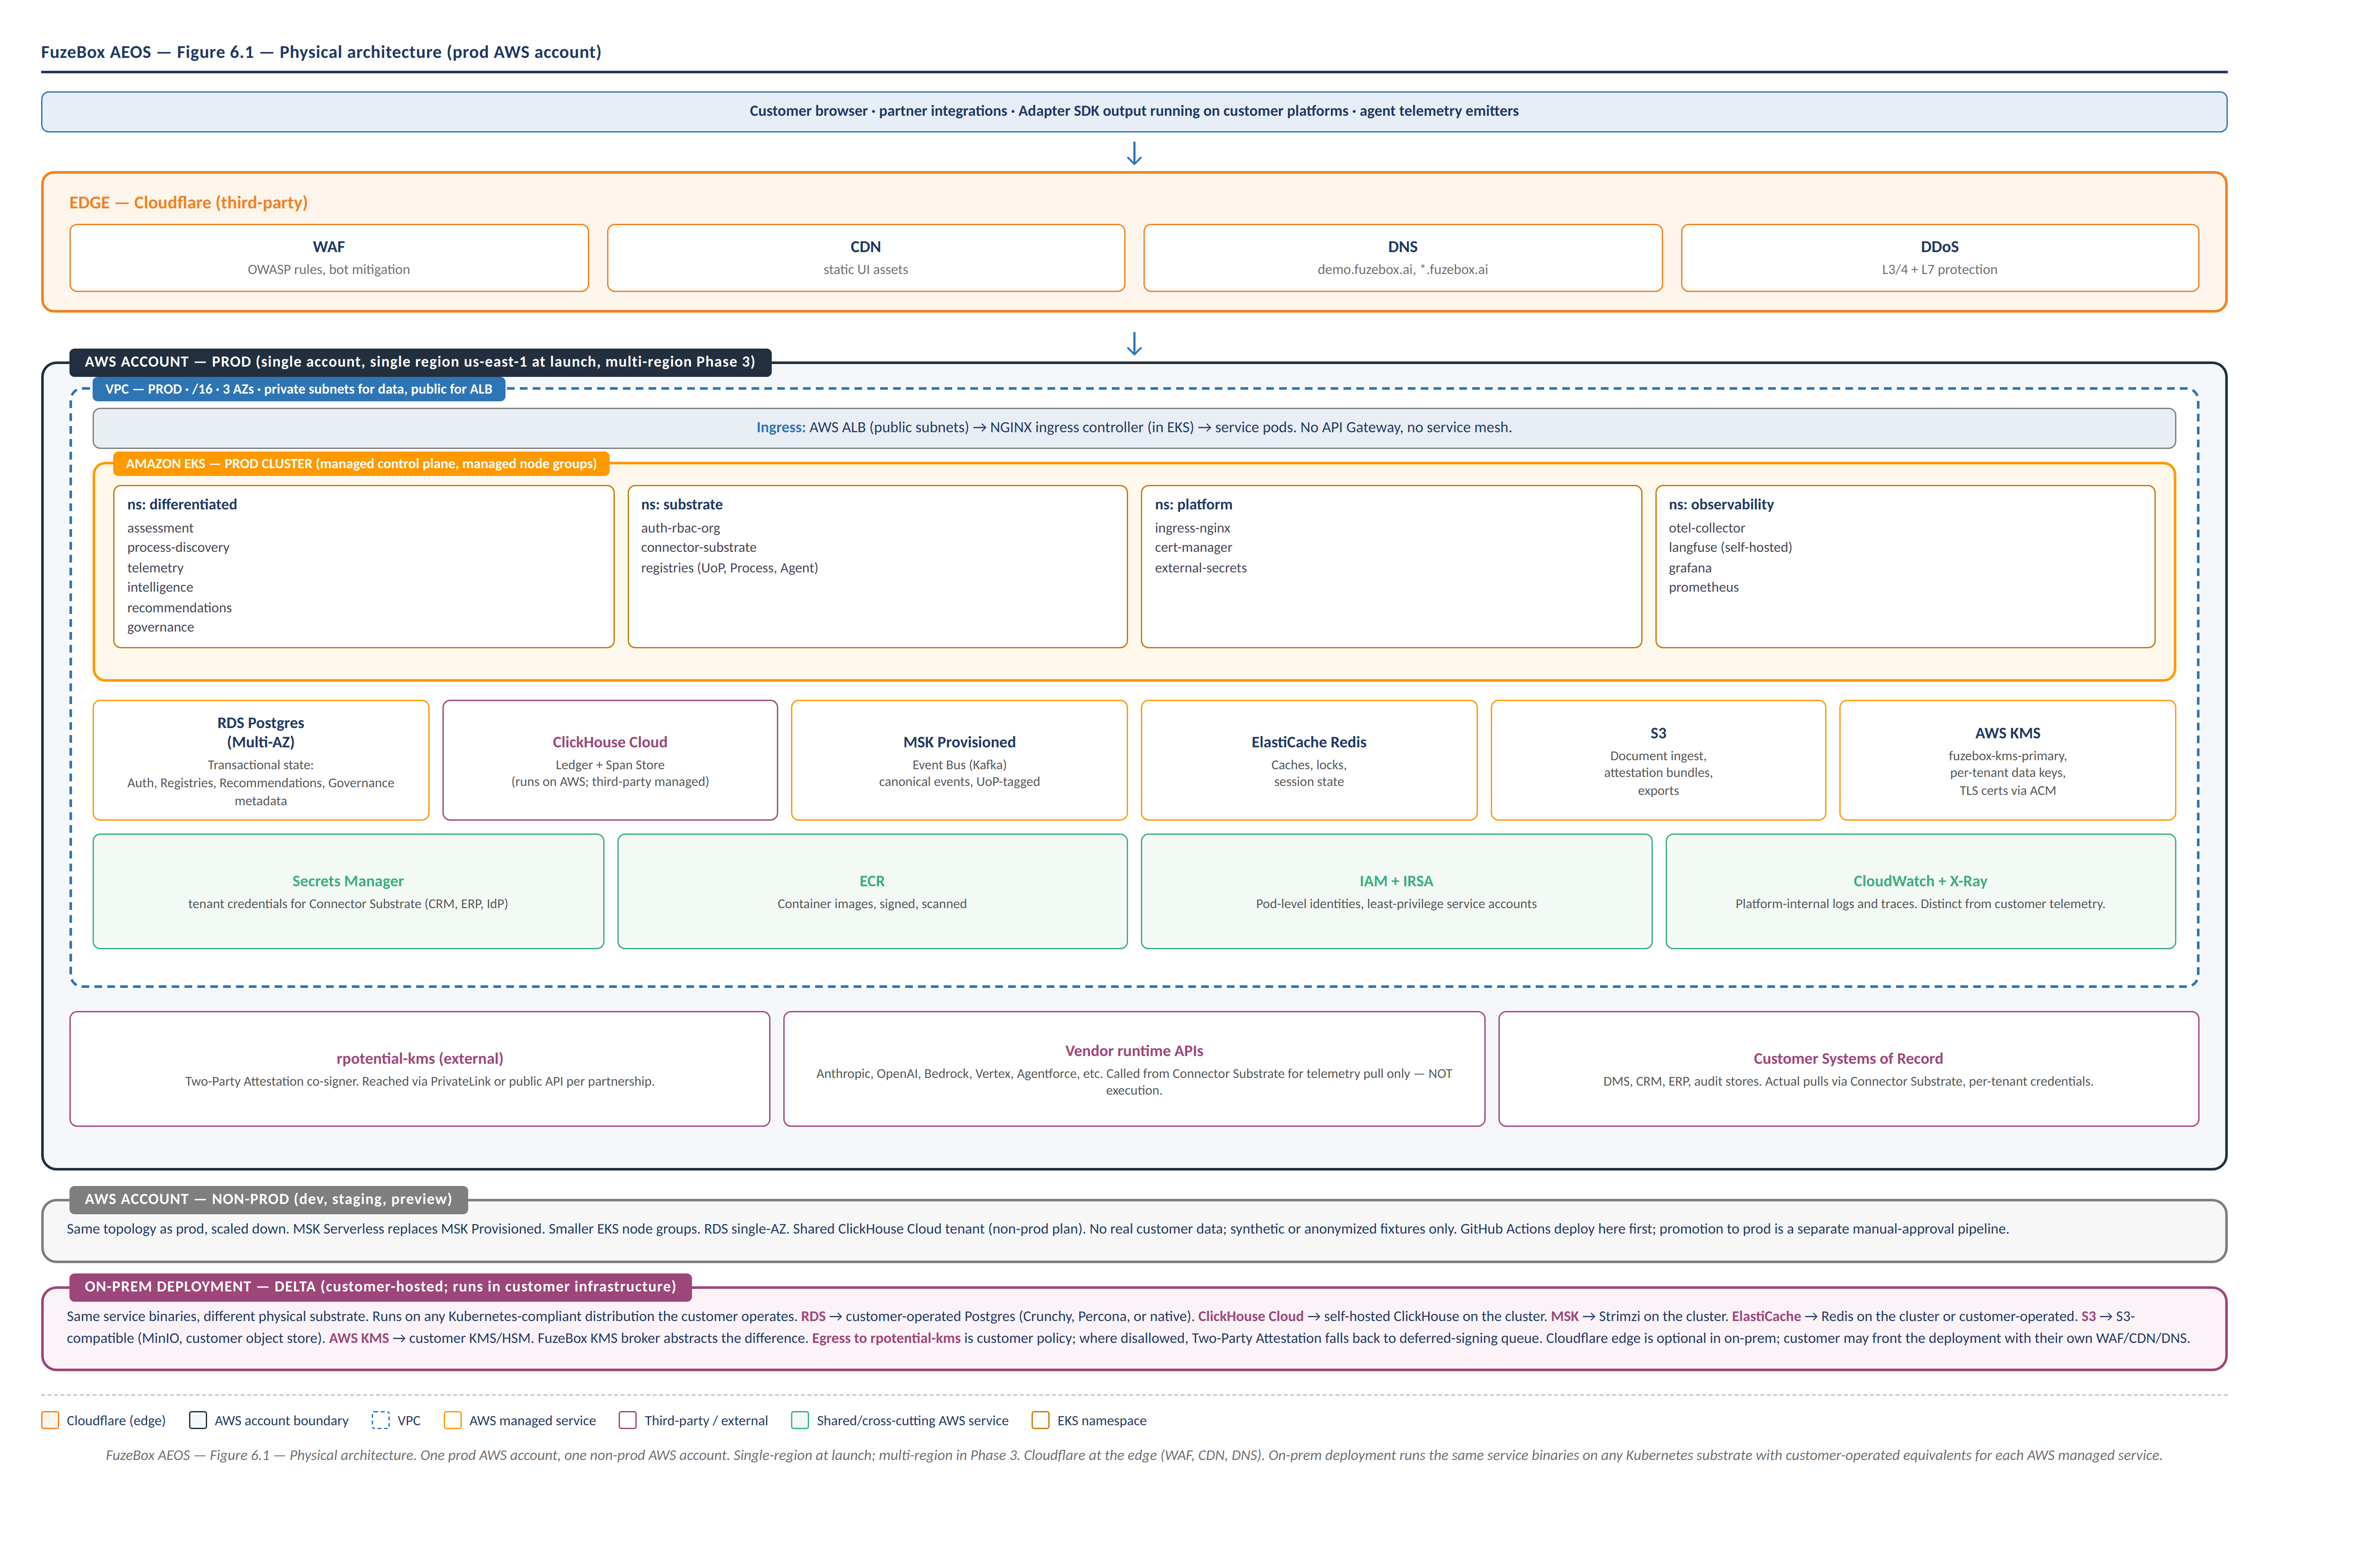 FuzeBox AEOS — Figure 6.1 — Physical architecture (prod AWS account)
Customer browser · partner integrations · Adapter SDK output running on customer platforms · agent telemetry emitters
↓
EDGE — Cloudflare (third-party)
WAF
OWASP rules, bot mitigation
CDN
static UI assets
DNS
demo.fuzebox.ai, *.fuzebox.ai
DDoS
L3/4 + L7 protection
↓
AWS ACCOUNT — PROD (single account, single region us-east-1 at launch, multi-region Phase 3)
VPC — PROD · /16 · 3 AZs · private subnets for data, public for ALB
Ingress: AWS ALB (public subnets) → NGINX ingress controller (in EKS) → service pods. No API Gateway, no service mesh.
AMAZON EKS — PROD CLUSTER (managed control plane, managed node groups)
ns: differentiated
assessment
process-discovery
telemetry
intelligence
recommendations
governance
ns: substrate
auth-rbac-org
connector-substrate
registries (UoP, Process, Agent)
ns: platform
ingress-nginx
cert-manager
external-secrets
ns: observability
otel-collector
langfuse (self-hosted)
grafana
prometheus
RDS Postgres
(Multi-AZ)
Transactional state:
Auth, Registries, Recommendations, Governance
metadata
ClickHouse Cloud
Ledger + Span Store
(runs on AWS; third-party managed)
MSK Provisioned
Event Bus (Kafka)
canonical events, UoP-tagged
ElastiCache Redis
Caches, locks,
session state
S3
Document ingest,
attestation bundles,
exports
AWS KMS
fuzebox-kms-primary,
per-tenant data keys,
TLS certs via ACM
Secrets Manager
tenant credentials for Connector Substrate (CRM, ERP, IdP)
ECR
Container images, signed, scanned
IAM + IRSA
Pod-level identities, least-privilege service accounts
CloudWatch + X-Ray
Platform-internal logs and traces. Distinct from customer telemetry.
rpotential-kms (external)
Two-Party Attestation co-signer. Reached via PrivateLink or public API per partnership.
Vendor runtime APIs
Anthropic, OpenAI, Bedrock, Vertex, Agentforce, etc. Called from Connector Substrate for telemetry pull only — NOT
execution.
Customer Systems of Record
DMS, CRM, ERP, audit stores. Actual pulls via Connector Substrate, per-tenant credentials.
AWS ACCOUNT — NON-PROD (dev, staging, preview)
Same topology as prod, scaled down. MSK Serverless replaces MSK Provisioned. Smaller EKS node groups. RDS single-AZ. Shared ClickHouse Cloud tenant (non-prod plan). No real customer data; synthetic or anonymized fixtures only. GitHub Actions deploy here first; promotion to prod is a separate manual-approval pipeline.
ON-PREM DEPLOYMENT — DELTA (customer-hosted; runs in customer infrastructure)
Same service binaries, different physical substrate. Runs on any Kubernetes-compliant distribution the customer operates. RDS → customer-operated Postgres (Crunchy, Percona, or native). ClickHouse Cloud → self-hosted ClickHouse on the cluster. MSK → Strimzi on the cluster. ElastiCache → Redis on the cluster or customer-operated. S3 → S3-
compatible (MinIO, customer object store). AWS KMS → customer KMS/HSM. FuzeBox KMS broker abstracts the difference. Egress to rpotential-kms is customer policy; where disallowed, Two-Party Attestation falls back to deferred-signing queue. Cloudflare edge is optional in on-prem; customer may front the deployment with their own WAF/CDN/DNS.
Cloudflare (edge)
AWS account boundary
VPC
AWS managed service
Third-party / external
Shared/cross-cutting AWS service
EKS namespace
FuzeBox AEOS — Figure 6.1 — Physical architecture. One prod AWS account, one non-prod AWS account. Single-region at launch; multi-region in Phase 3. Cloudflare at the edge (WAF, CDN, DNS). On-prem deployment runs the same service binaries on any Kubernetes substrate with customer-operated equivalents for each AWS managed service.